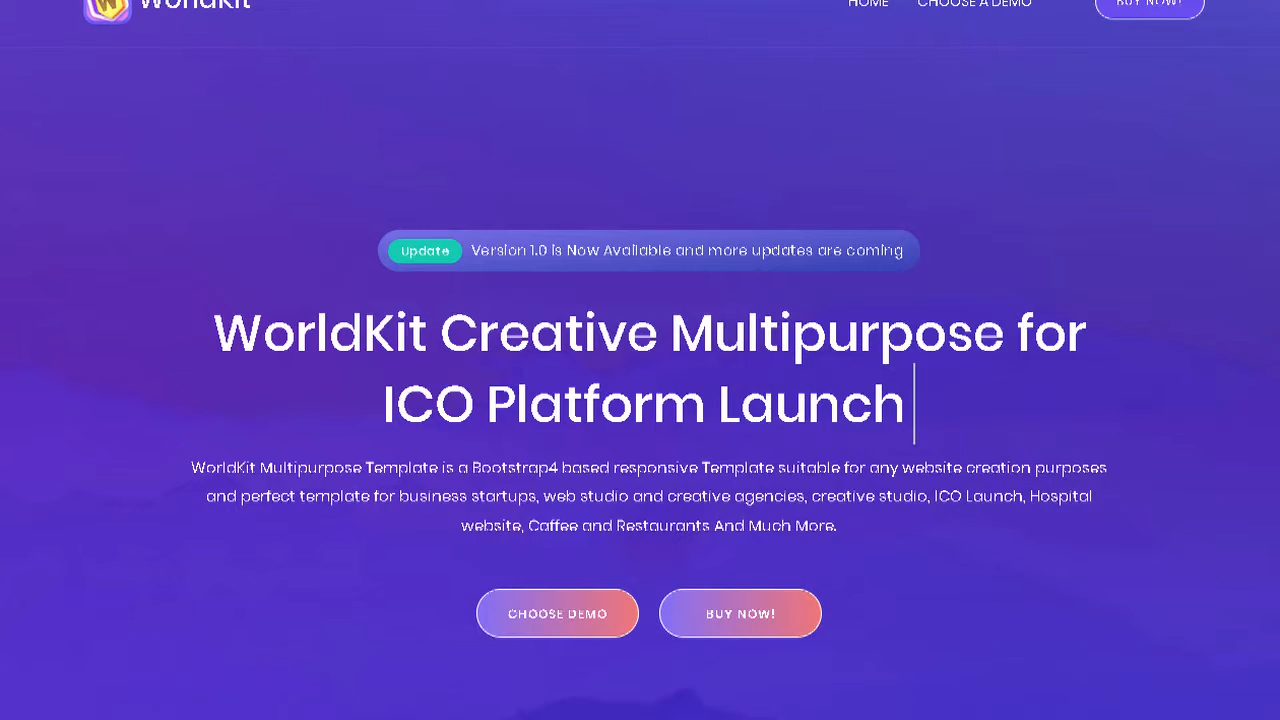 WorldKit
HOME CHOOSE A DEMO BUY NOW!
Update Version 1.0 is Now Available and more updates are coming
WorldKit Creative Multipurpose for
ICO Platform Launch
WorldKit Multipurpose Template is a Bootstrap4 based responsive Template suitable for any website creation purposes
and perfect template for business startups, web studio and creative agencies, creative studio, ICO Launch, Hospital
website, Caffee and Restaurants And Much More.
CHOOSE DEMO BUY NOW!